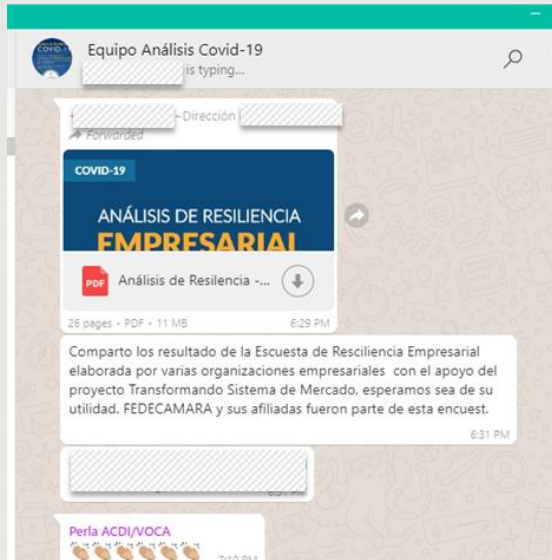 Equipo Análisis Covid-19
is typing...
~Dirección
Forwarded
COVID-19
ANÁLISIS DE RESILIENCIA
EMPRESARIAL
PDF
Análisis de Resilencia -...
26 pages • PDF • 11 MB
6:29 PM
Comparto los resultado de la Escuesta de Resciliencia Empresarial
elaborada por varias organizaciones empresariales con el apoyo del
proyecto Transformando Sistema de Mercado, esperamos sea de su
utilidad. FEDECAMARA y sus afiliadas fueron parte de esta encuest.
6:31 PM
Perla ACDI/VOCA
7:10 PM